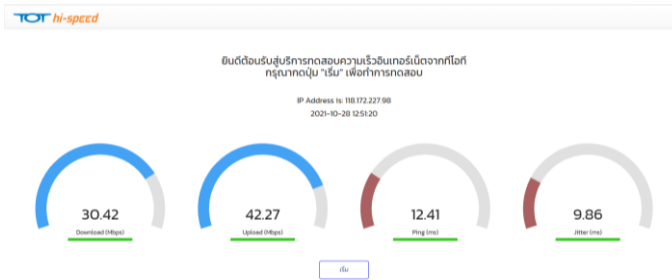 TOT hi-speed
ยินดีต้อนรับสู่บริการทดสอบความเร็วอินเทอร์เน็ตจากทีโอที
กรุณากดปุ่ม "เริ่ม" เพื่อทำการทดสอบ
IP Address is: 118.172.227.98
2021-10-28 12:51:20
30.42
Download (Mbps)
42.27
Upload (Mbps)
12.41
Ping (ms)
9.86
Jitter (ms)
เริ่ม